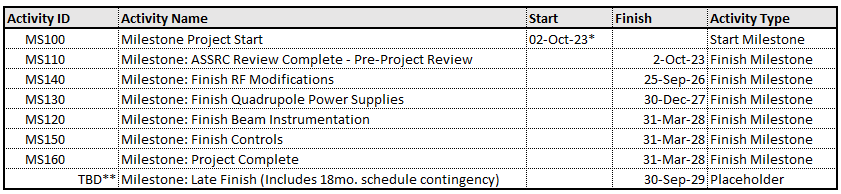 Activity ID Activity Name Start Finish Activity Type
MS100 Milestone Project Start 02-Oct-23* Start Milestone
MS110 Milestone: ASSRC Review Complete - Pre-Project Review 2-Oct-23 Finish Milestone
MS140 Milestone: Finish RF Modifications 25-Sep-26 Finish Milestone
MS130 Milestone: Finish Quadrupole Power Supplies 30-Dec-27 Finish Milestone
MS120 Milestone: Finish Beam Instrumentation 31-Mar-28 Finish Milestone
MS150 Milestone: Finish Controls 31-Mar-28 Finish Milestone
MS160 Milestone: Project Complete 31-Mar-28 Finish Milestone
TBD** Milestone: Late Finish (Includes 18mo. schedule contingency) 30-Sep-29 Placeholder